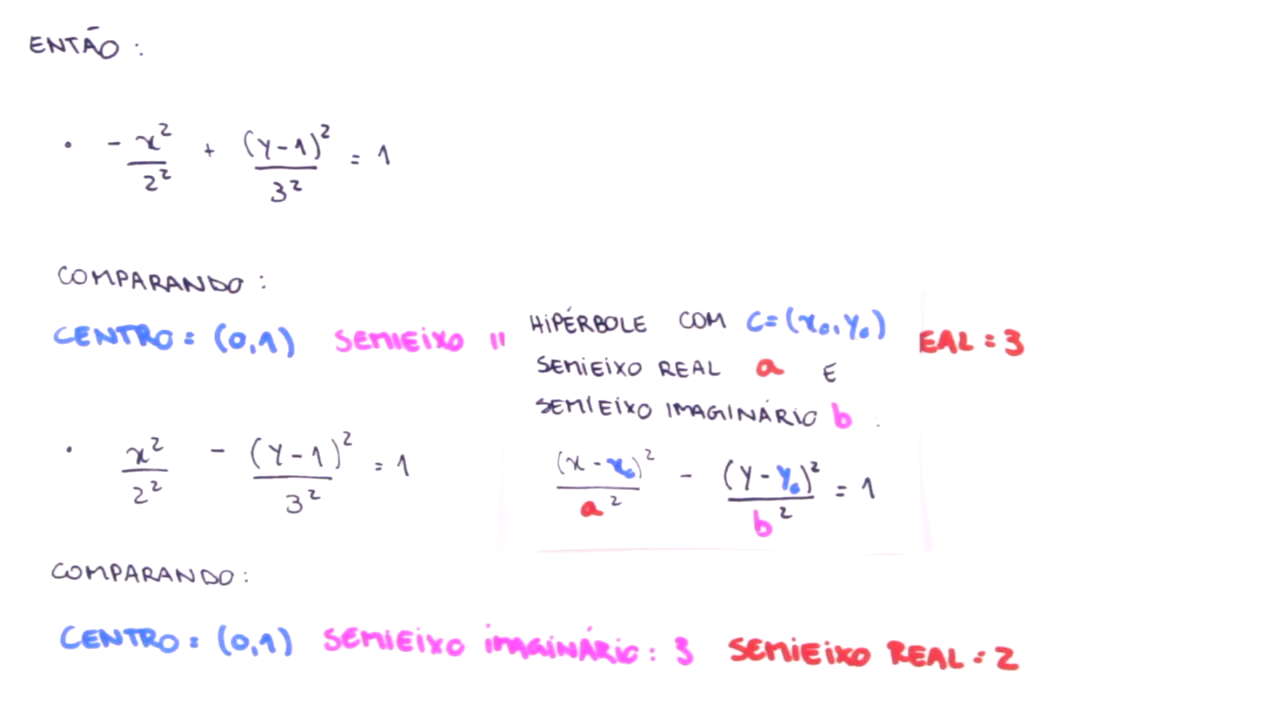 ENTÃO :
· - x²/2² + (Y-1)²/3² = 1
COMPARANDO :
CENTRO = (0,1) SEMIEIXO
EAL = 3
HIPÉRBOLE COM C=(x₀,Y₀)
SEMIEIXO REAL a E
SEMIEIXO IMAGINÁRIO b :
(x - x₀)²/a² - (Y - Y₀)²/b² = 1
· x²/2² - (Y-1)²/3² = 1
COMPARANDO :
CENTRO = (0,1) SEMIEIXO IMAGINÁRIO : 3 SEMIEIXO REAL = 2